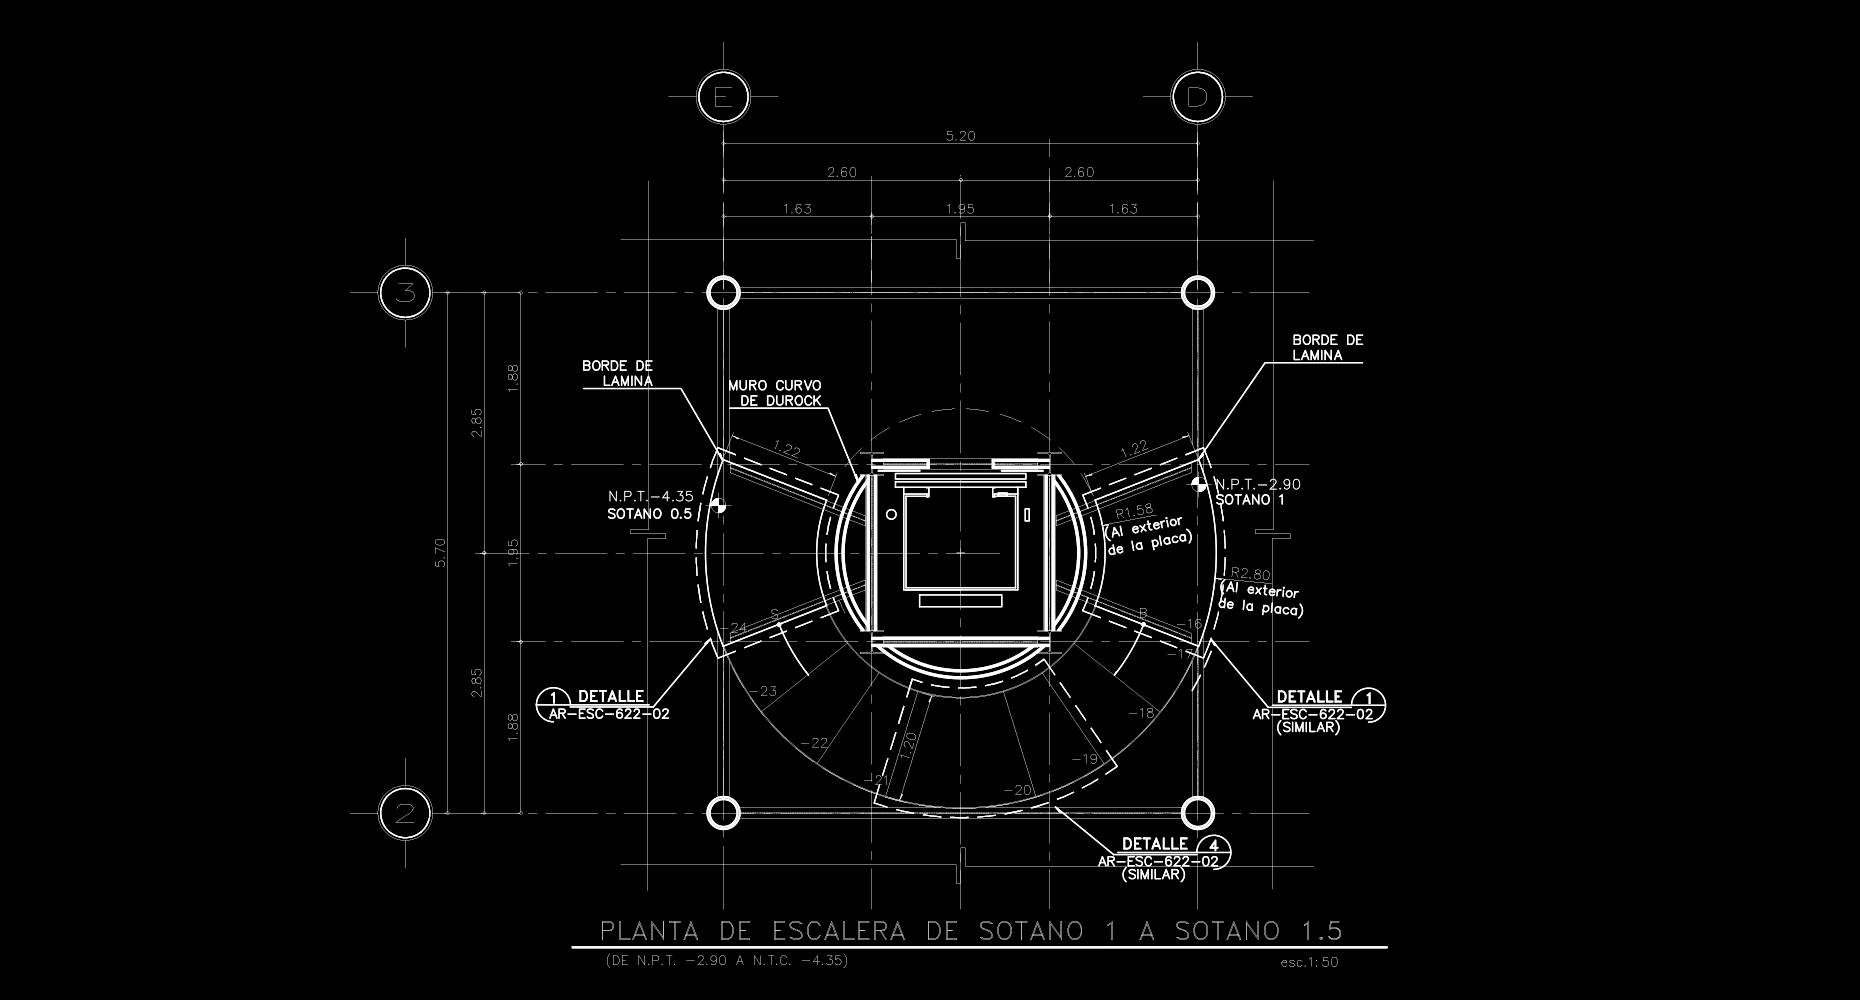 E
D
5.20
2.60
2.60
1.63
1.95
1.63
3
BORDE DE
LAMINA
BORDE DE
LAMINA
MURO CURVO
DE DUROCK
1.88
2.85
1.22
1.22
N.P.T.-4.35
SOTANO 0.5
N.P.T.-2.90
SOTANO 1
R1.58
(Al exterior
de la placa)
5.70
1.95
R2.80
(Al exterior
de la placa)
S
B
-24
-16
-17
2.85
-23
-18
1 DETALLE
AR-ESC-622-02
DETALLE 1
AR-ESC-622-02
(SIMILAR)
1.88
-22
1.20
-19
-21
-20
2
DETALLE 4
AR-ESC-622-02
(SIMILAR)
PLANTA DE ESCALERA DE SOTANO 1 A SOTANO 1.5
(DE N.P.T. -2.90 A N.T.C. -4.35)
esc.1:50